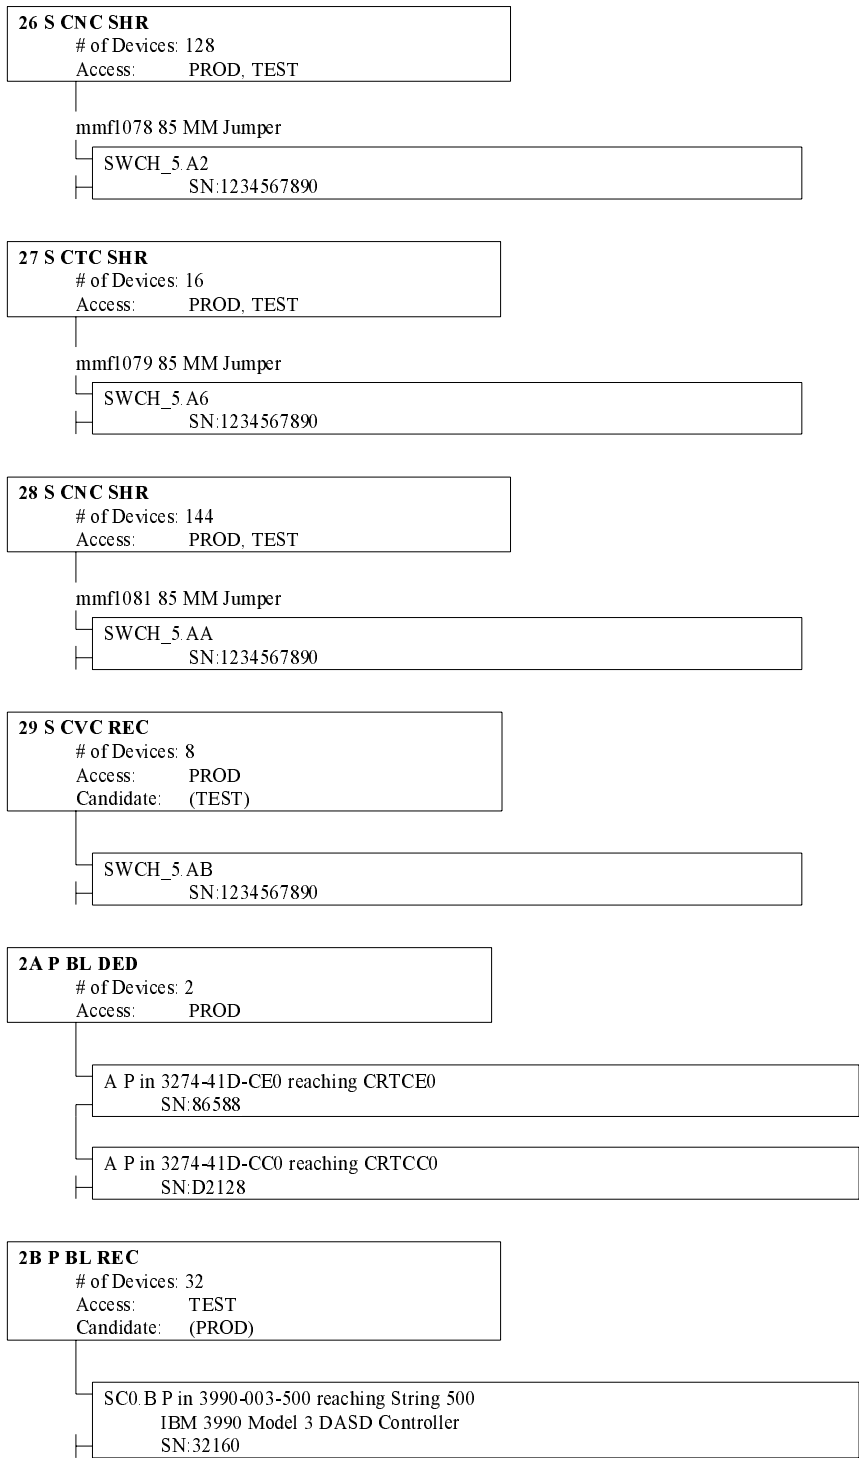 26 S CNC SHR
# of Devices: 128
Access: PROD, TEST
mmf1078 85 MM Jumper
SWCH_5.A2
SN:1234567890
27 S CTC SHR
# of Devices: 16
Access: PROD, TEST
mmf1079 85 MM Jumper
SWCH_5.A6
SN:1234567890
28 S CNC SHR
# of Devices: 144
Access: PROD, TEST
mmf1081 85 MM Jumper
SWCH_5.AA
SN:1234567890
29 S CVC REC
# of Devices: 8
Access: PROD
Candidate: (TEST)
SWCH_5.AB
SN:1234567890
2A P BL DED
# of Devices: 2
Access: PROD
A P in 3274-41D-CE0 reaching CRTCE0
SN:86588
A P in 3274-41D-CC0 reaching CRTCC0
SN:D2128
2B P BL REC
# of Devices: 32
Access: TEST
Candidate: (PROD)
SC0.B P in 3990-003-500 reaching String 500
IBM 3990 Model 3 DASD Controller
SN:32160